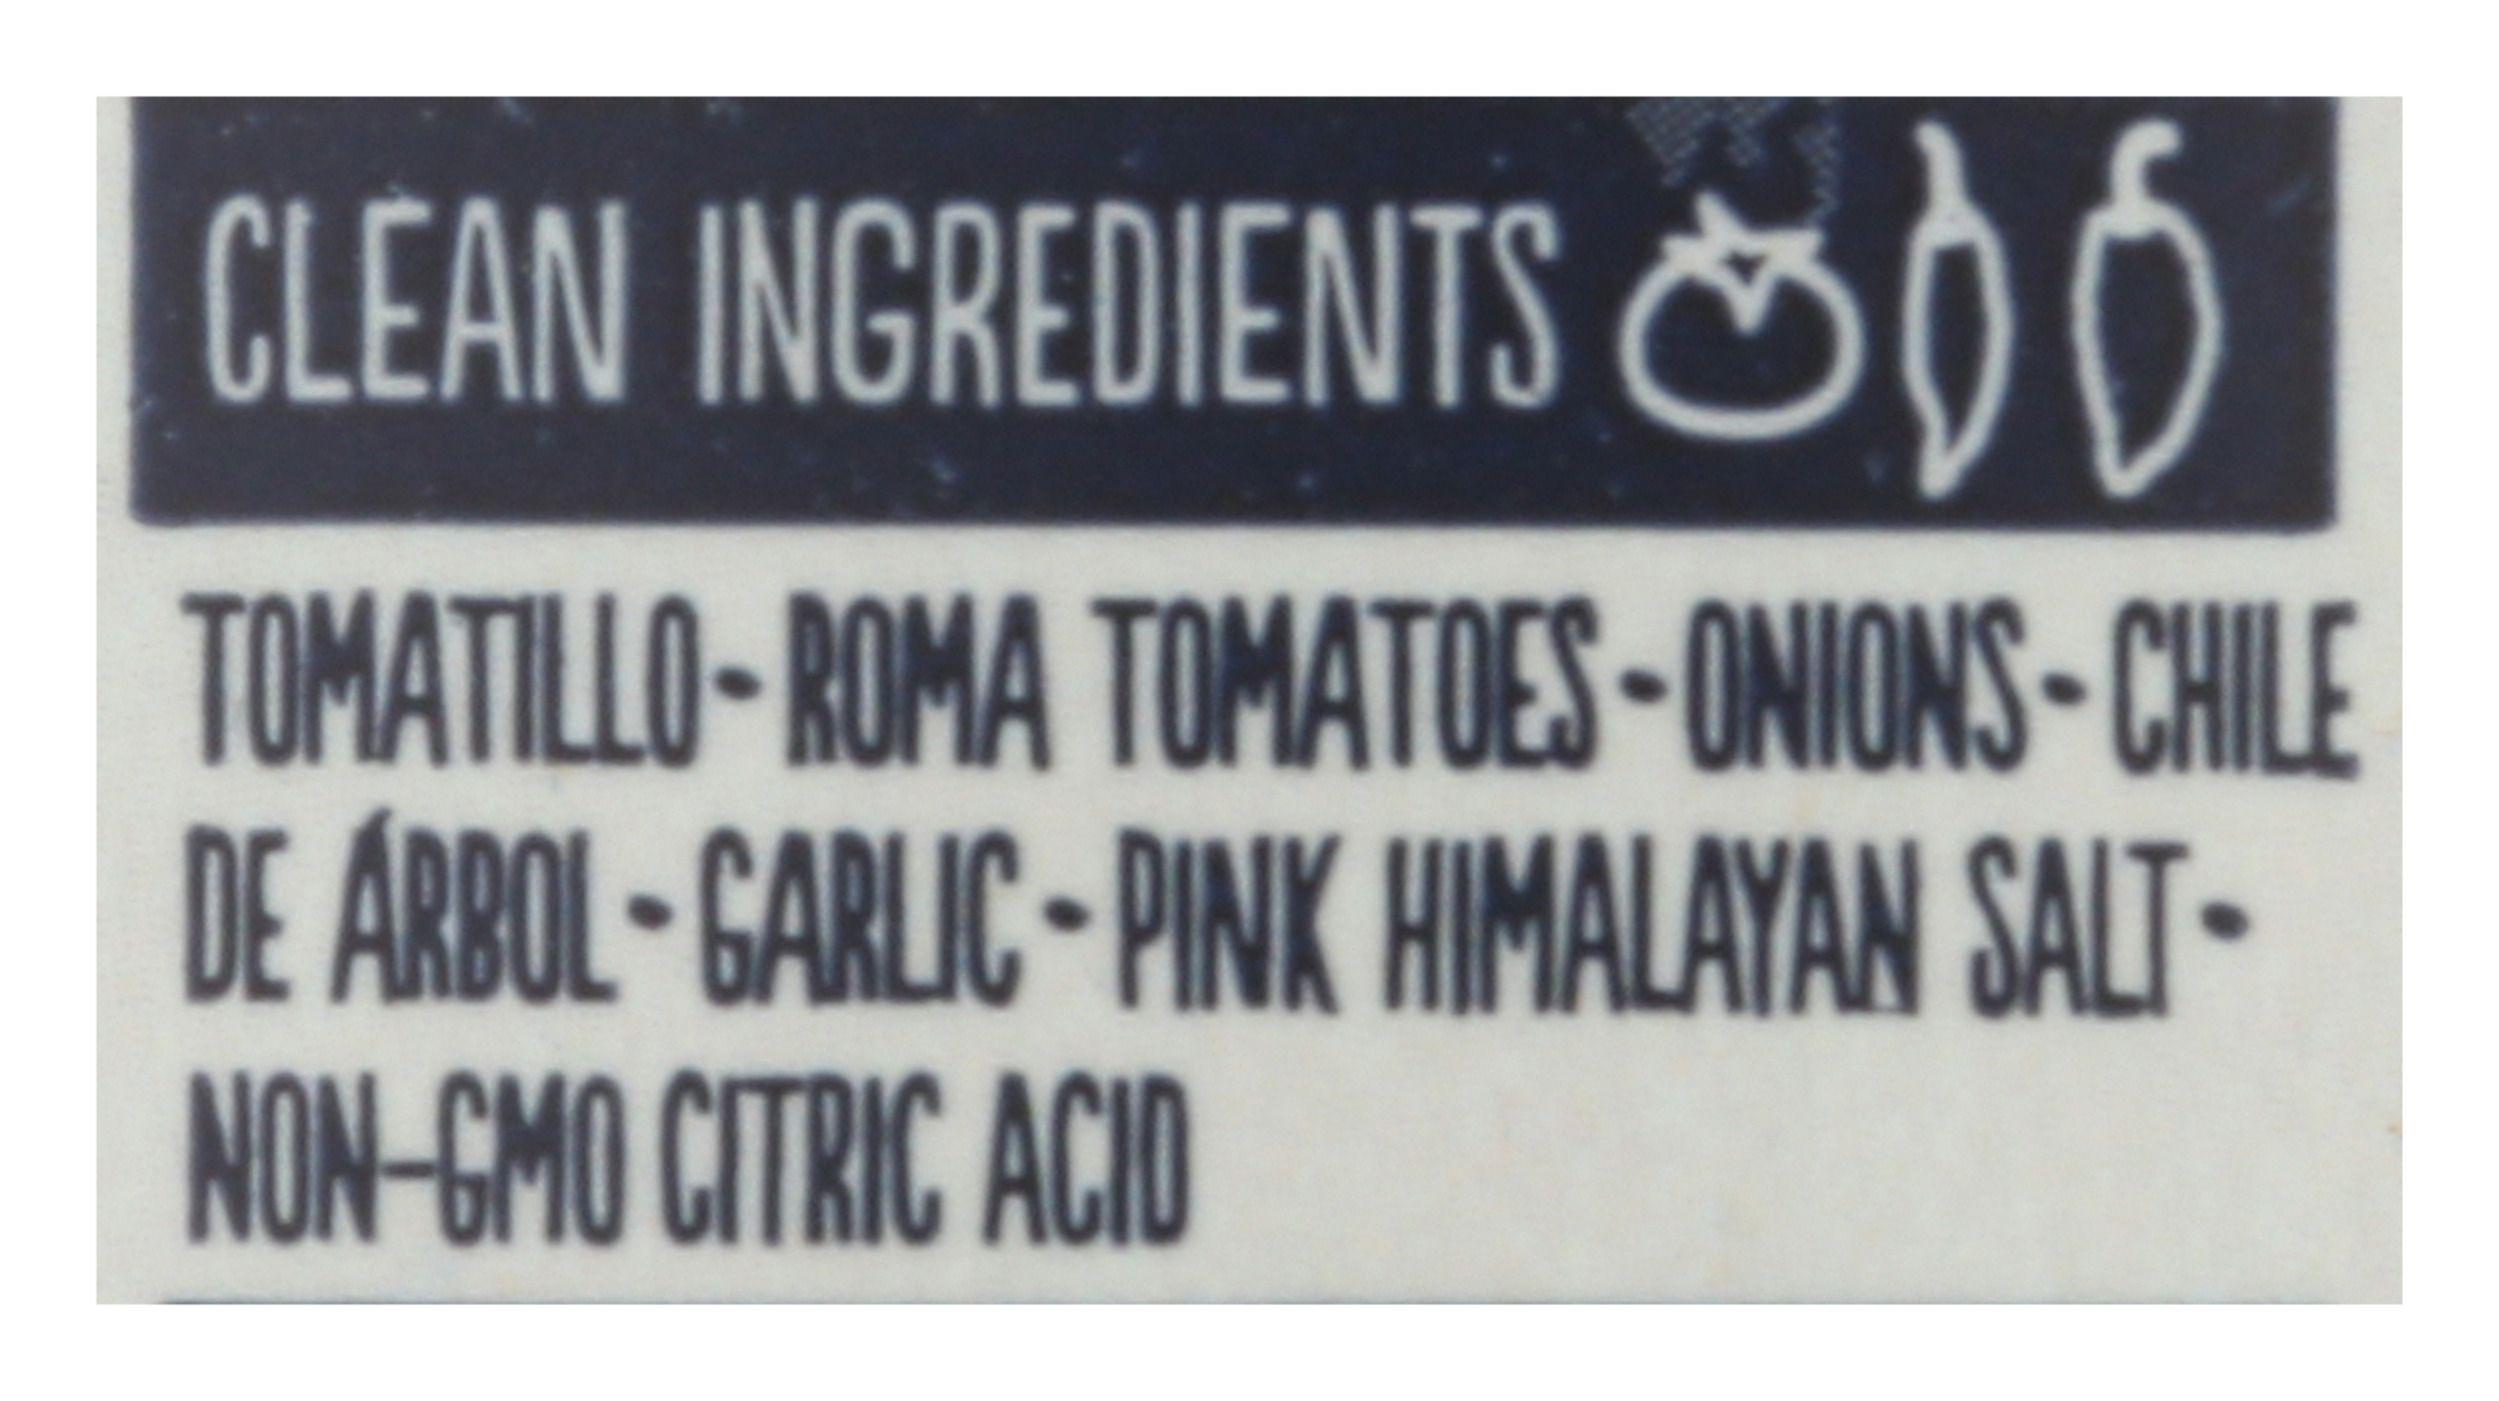 CLEAN INGREDIENTS
TOMATILLO • ROMA TOMATOES • ONIONS • CHILE
DE ÁRBOL • GARLIC • PINK HIMALAYAN SALT •
NON-GMO CITRIC ACID